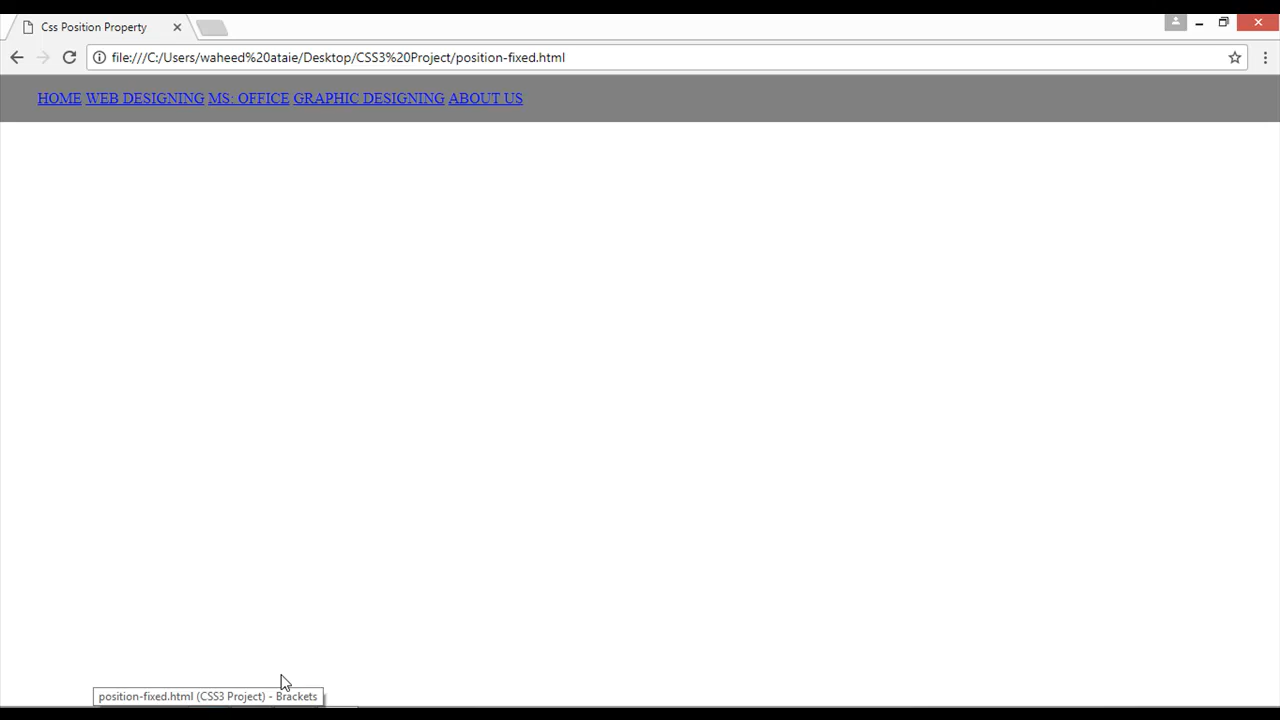 Css Position Property
file:///C:/Users/waheed%20ataie/Desktop/CSS3%20Project/position-fixed.html
HOME WEB DESIGNING MS: OFFICE GRAPHIC DESIGNING ABOUT US
position-fixed.html (CSS3 Project) - Brackets